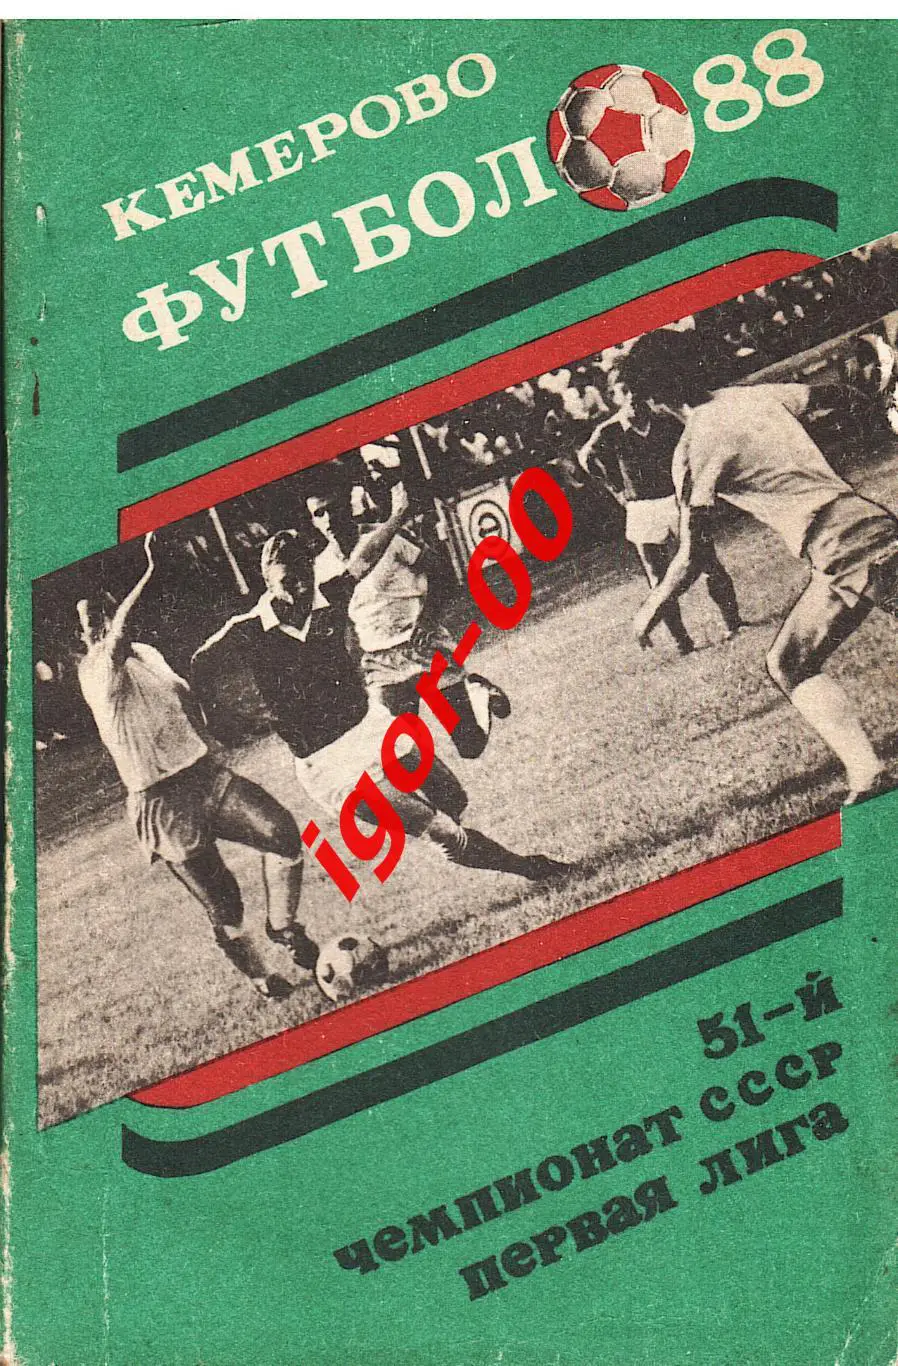 КЕМЕРОВО
ФУТБОЛ 88
igor-00
51-й
чемпионат СССР
первая лига